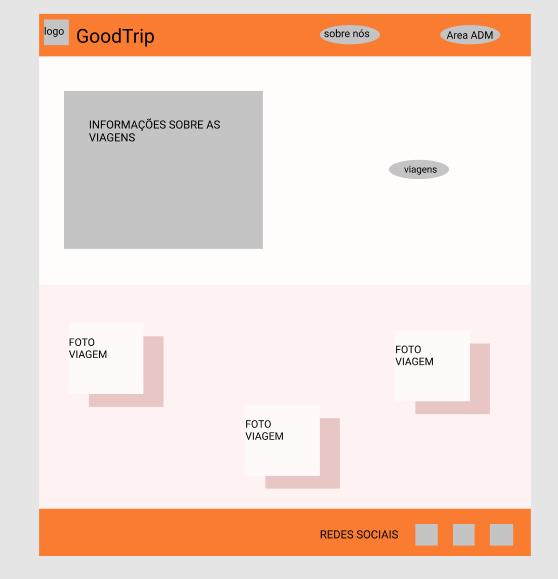 logo
GoodTrip
sobre nós
Area ADM
INFORMAÇÕES SOBRE AS
VIAGENS
viagens
FOTO
VIAGEM
FOTO
VIAGEM
FOTO
VIAGEM
REDES SOCIAIS